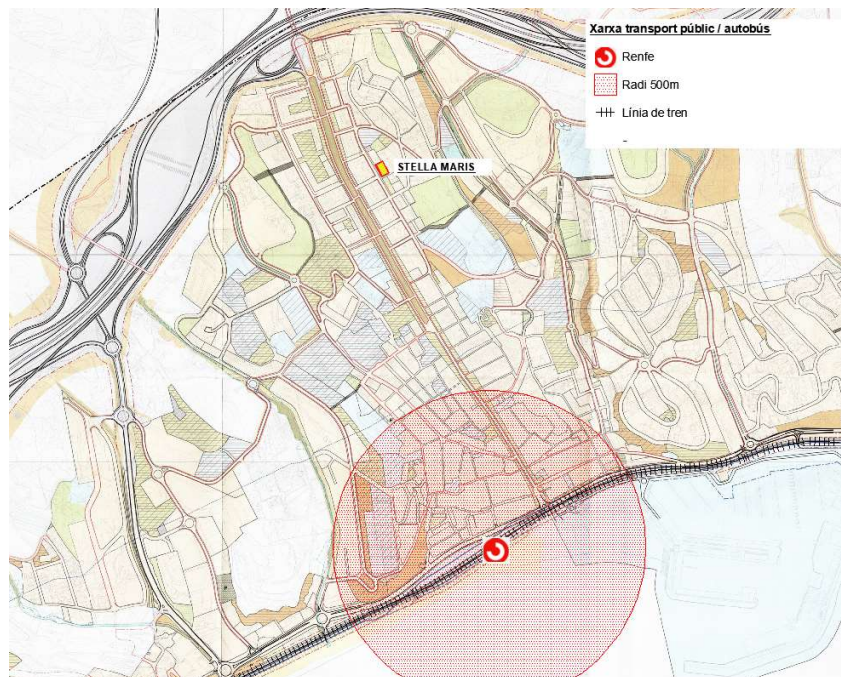 Xarxa transport públic / autobús
Renfe
Radi 500m
Línia de tren
-
STELLA MARIS